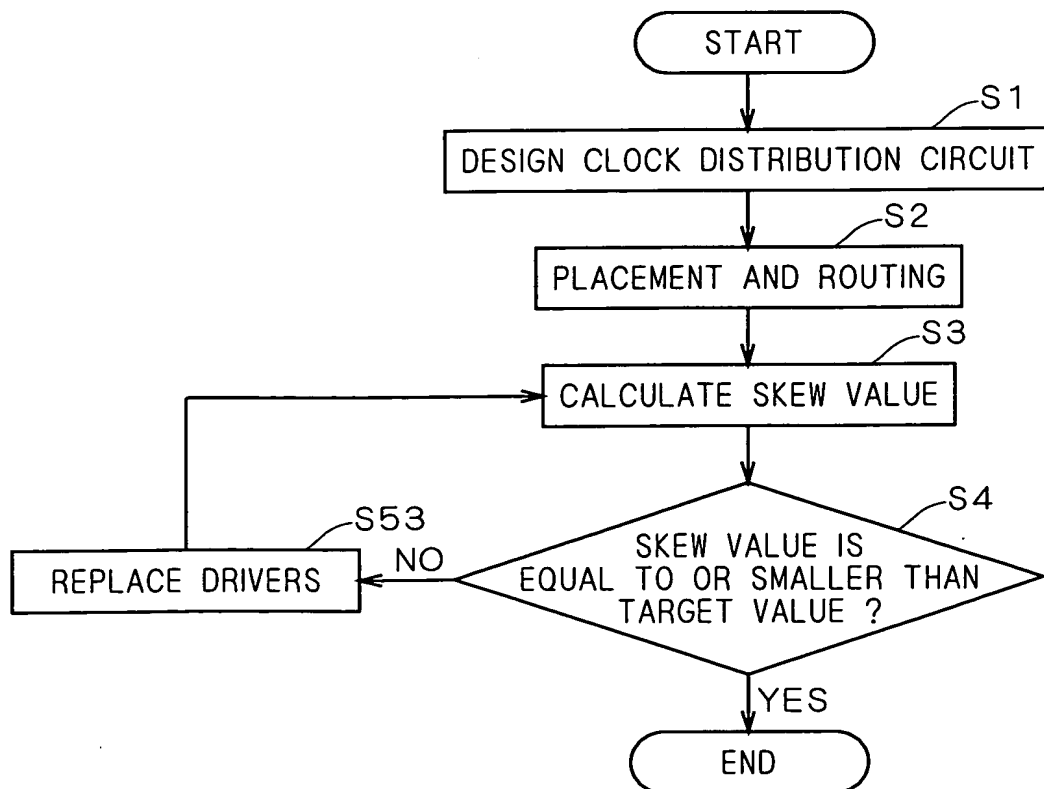 START
S1
DESIGN CLOCK DISTRIBUTION CIRCUIT
S2
PLACEMENT AND ROUTING
S3
CALCULATE SKEW VALUE
S4
SKEW VALUE IS
EQUAL TO OR SMALLER THAN
TARGET VALUE ?
S53
NO
REPLACE DRIVERS
YES
END